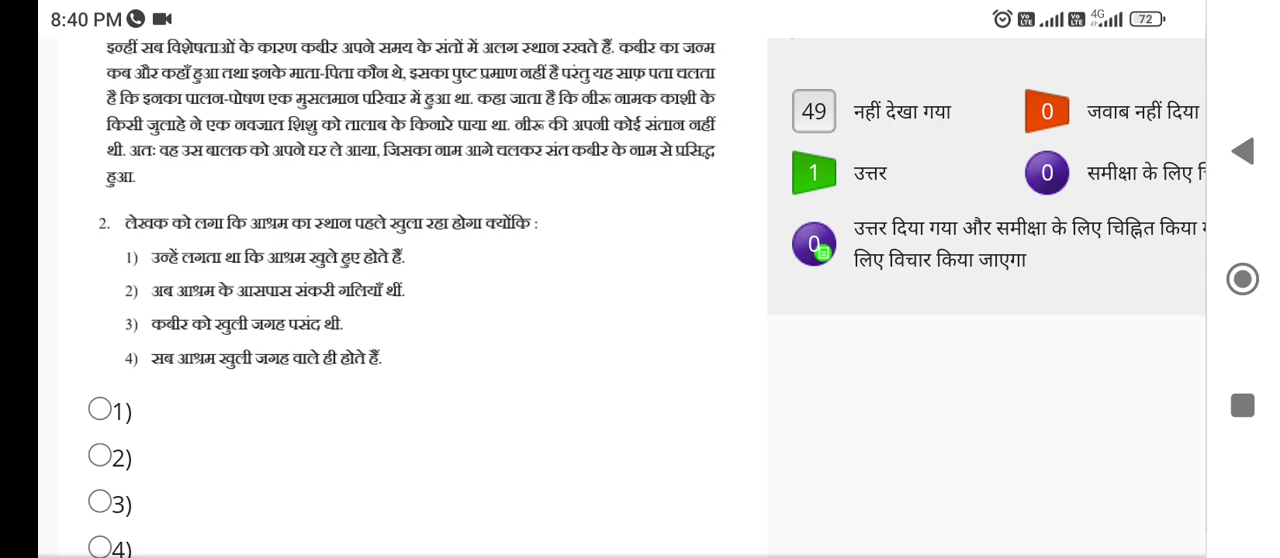 8:40 PM
4G
72
इन्हीं सब विशेषताओं के कारण कबीर अपने समय के संतों में अलग स्थान रखते हैं. कबीर का जन्म
कब और कहाँ हुआ तथा इनके माता-पिता कौन थे, इसका पुष्ट प्रमाण नहीं है परंतु यह साफ़ पता चलता
है कि इनका पालन-पोषण एक मुसलमान परिवार में हुआ था. कहा जाता है कि नीरू नामक काशी के
किसी जुलाहे ने एक नवजात शिशु को तालाब के किनारे पाया था. नीरू की अपनी कोई संतान नहीं
थी. अतः वह उस बालक को अपने घर ले आया, जिसका नाम आगे चलकर संत कबीर के नाम से प्रसिद्ध
हुआ.
2. लेखक को लगा कि आश्रम का स्थान पहले खुला रहा होगा क्योंकि :
1) उन्हें लगता था कि आश्रम खुले हुए होते हैं.
2) अब आश्रम के आसपास संकरी गलियाँ थीं.
3) कबीर को खुली जगह पसंद थी.
4) सब आश्रम खुली जगह वाले ही होते हैं.
1)
2)
3)
4)
49 नहीं देखा गया
0 जवाब नहीं दिया
1 उत्तर
0 समीक्षा के लिए
0 उत्तर दिया गया और समीक्षा के लिए चिह्नित किया
लिए विचार किया जाएगा